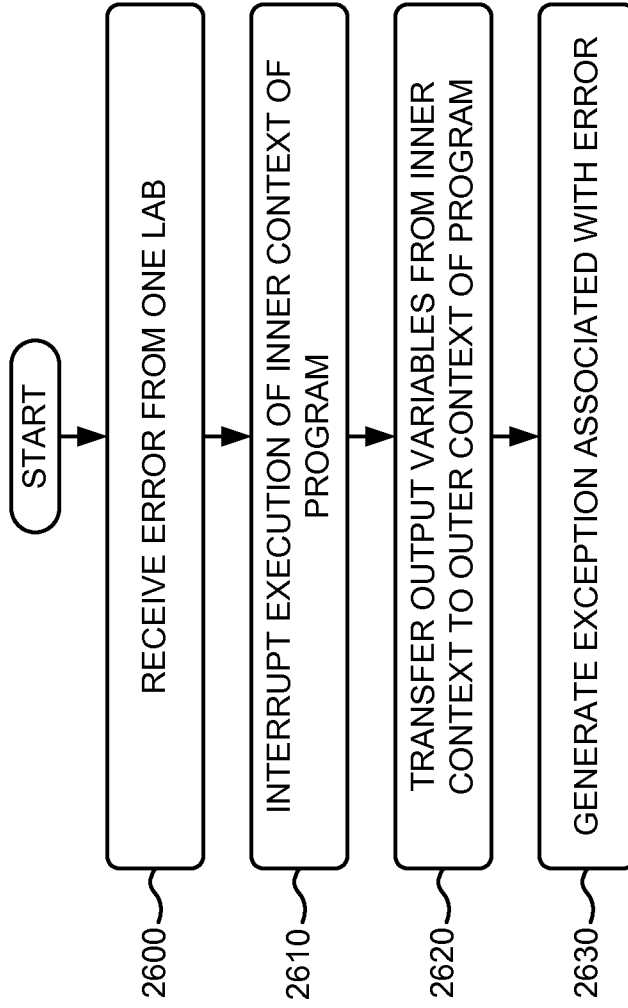 START
RECEIVE ERROR FROM ONE LAB
2600
INTERRUPT EXECUTION OF INNER CONTEXT OF
PROGRAM
2610
TRANSFER OUTPUT VARIABLES FROM INNER
CONTEXT TO OUTER CONTEXT OF PROGRAM
2620
GENERATE EXCEPTION ASSOCIATED WITH ERROR
2630